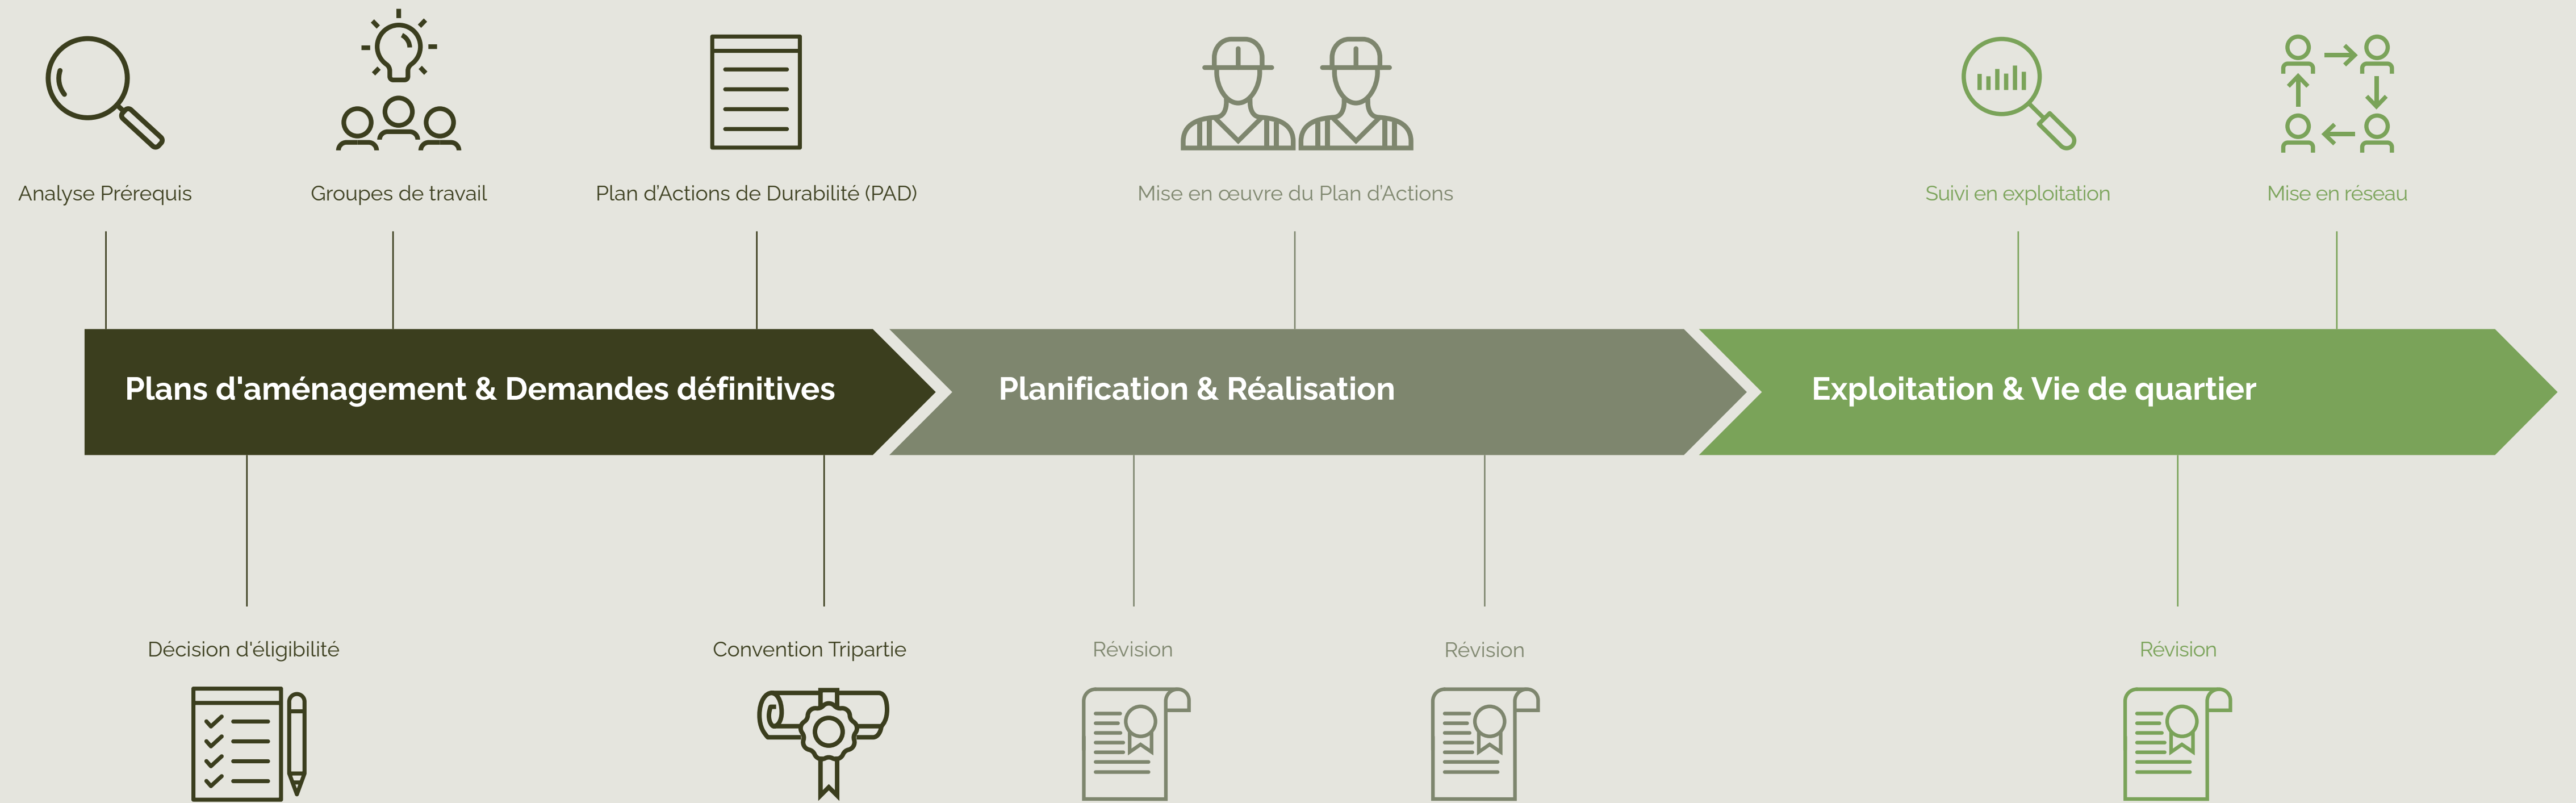 Analyse Prérequis
Groupes de travail
Plan d'Actions de Durabilité (PAD)
Mise en œuvre du Plan d'Actions
Suivi en exploitation
Mise en réseau
Plans d'aménagement & Demandes définitives
Planification & Réalisation
Exploitation & Vie de quartier
Décision d'éligibilité
Convention Tripartie
Révision
Révision
Révision